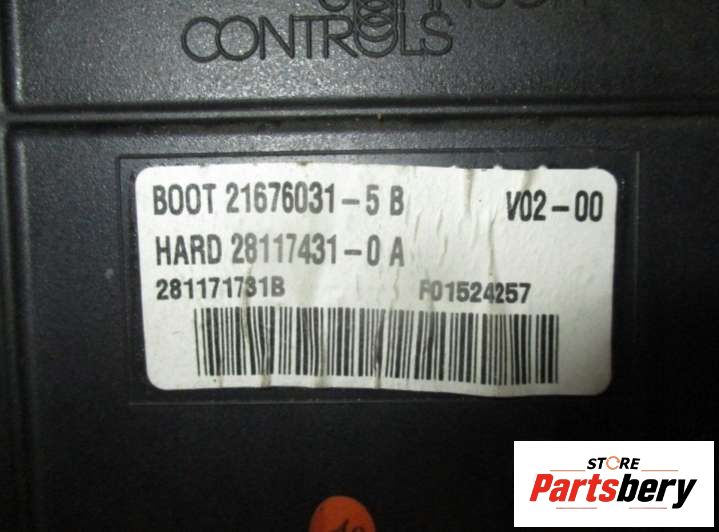 CONTROLS
BOOT 21676031-5 B V02-00
HARD 28117431-0 A
281171731B F01524257
STORE
Partsbery